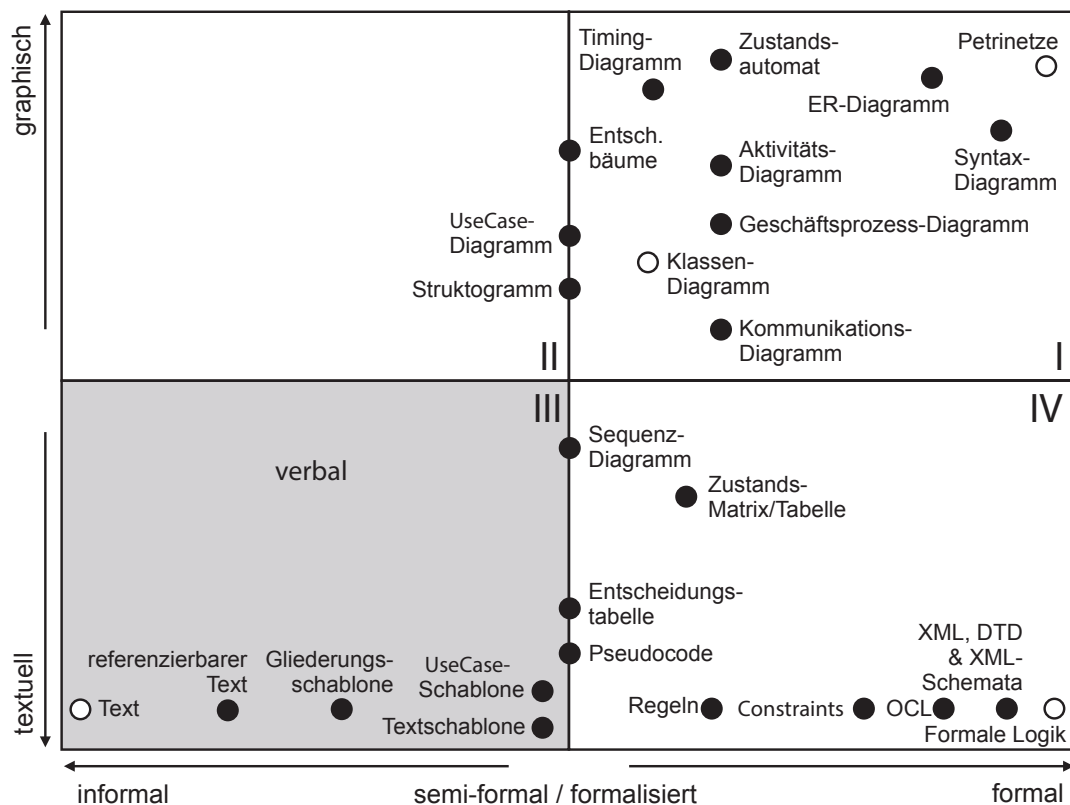 graphisch
Timing-
Diagramm
Zustands-
automat
Petrinetze
ER-Diagramm
Entsch.
bäume
Aktivitäts-
Diagramm
Syntax-
Diagramm
UseCase-
Diagramm
Geschäftsprozess-Diagramm
Klassen-
Diagramm
Struktogramm
Kommunikations-
Diagramm
II
I
III
IV
verbal
Sequenz-
Diagramm
Zustands-
Matrix/Tabelle
Entscheidungs-
tabelle
Pseudocode
textuell
referenzierbarer
Text
Gliederungs-
schablone
UseCase-
Schablone
Text
Textschablone
Regeln
Constraints
OCL
XML, DTD
& XML-
Schemata
Formale Logik
informal
semi-formal / formalisiert
formal